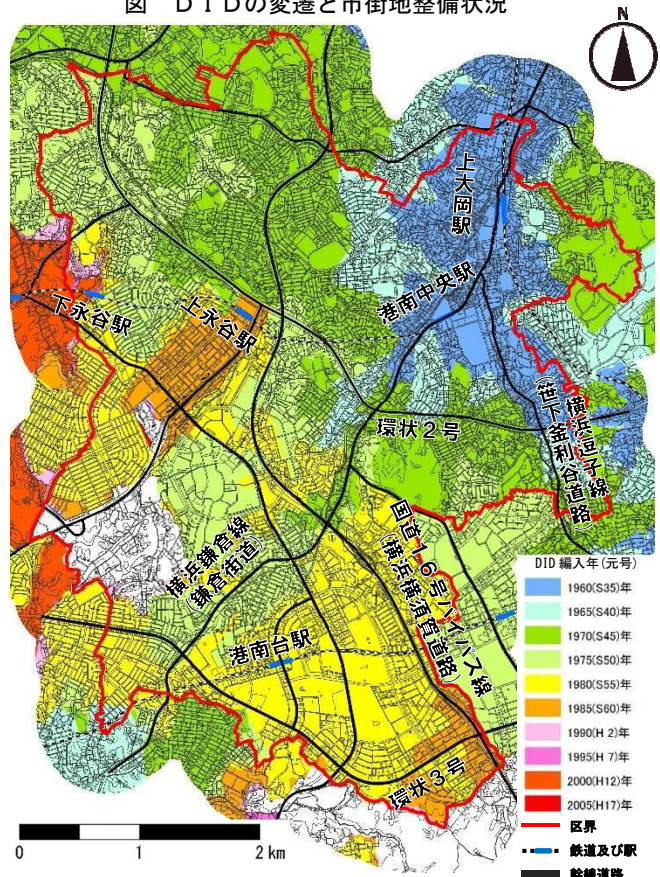 図　ＤＩＤの変遷と市街地整備状況
N
上大岡駅
港南中央駅
下永谷駅
上永谷駅
環状２号
横浜逗子線
(笹下釜利谷道路)
横浜鎌倉線
(鎌倉街道)
国道１６号バイパス線
(横浜横須賀道路)
港南台駅
環状３号
DID 編入年(元号)
1960(S35)年
1965(S40)年
1970(S45)年
1975(S50)年
1980(S55)年
1985(S60)年
1990(H 2)年
1995(H 7)年
2000(H12)年
2005(H17)年
区界
鉄道及び駅
幹線道路
0 1 2 km